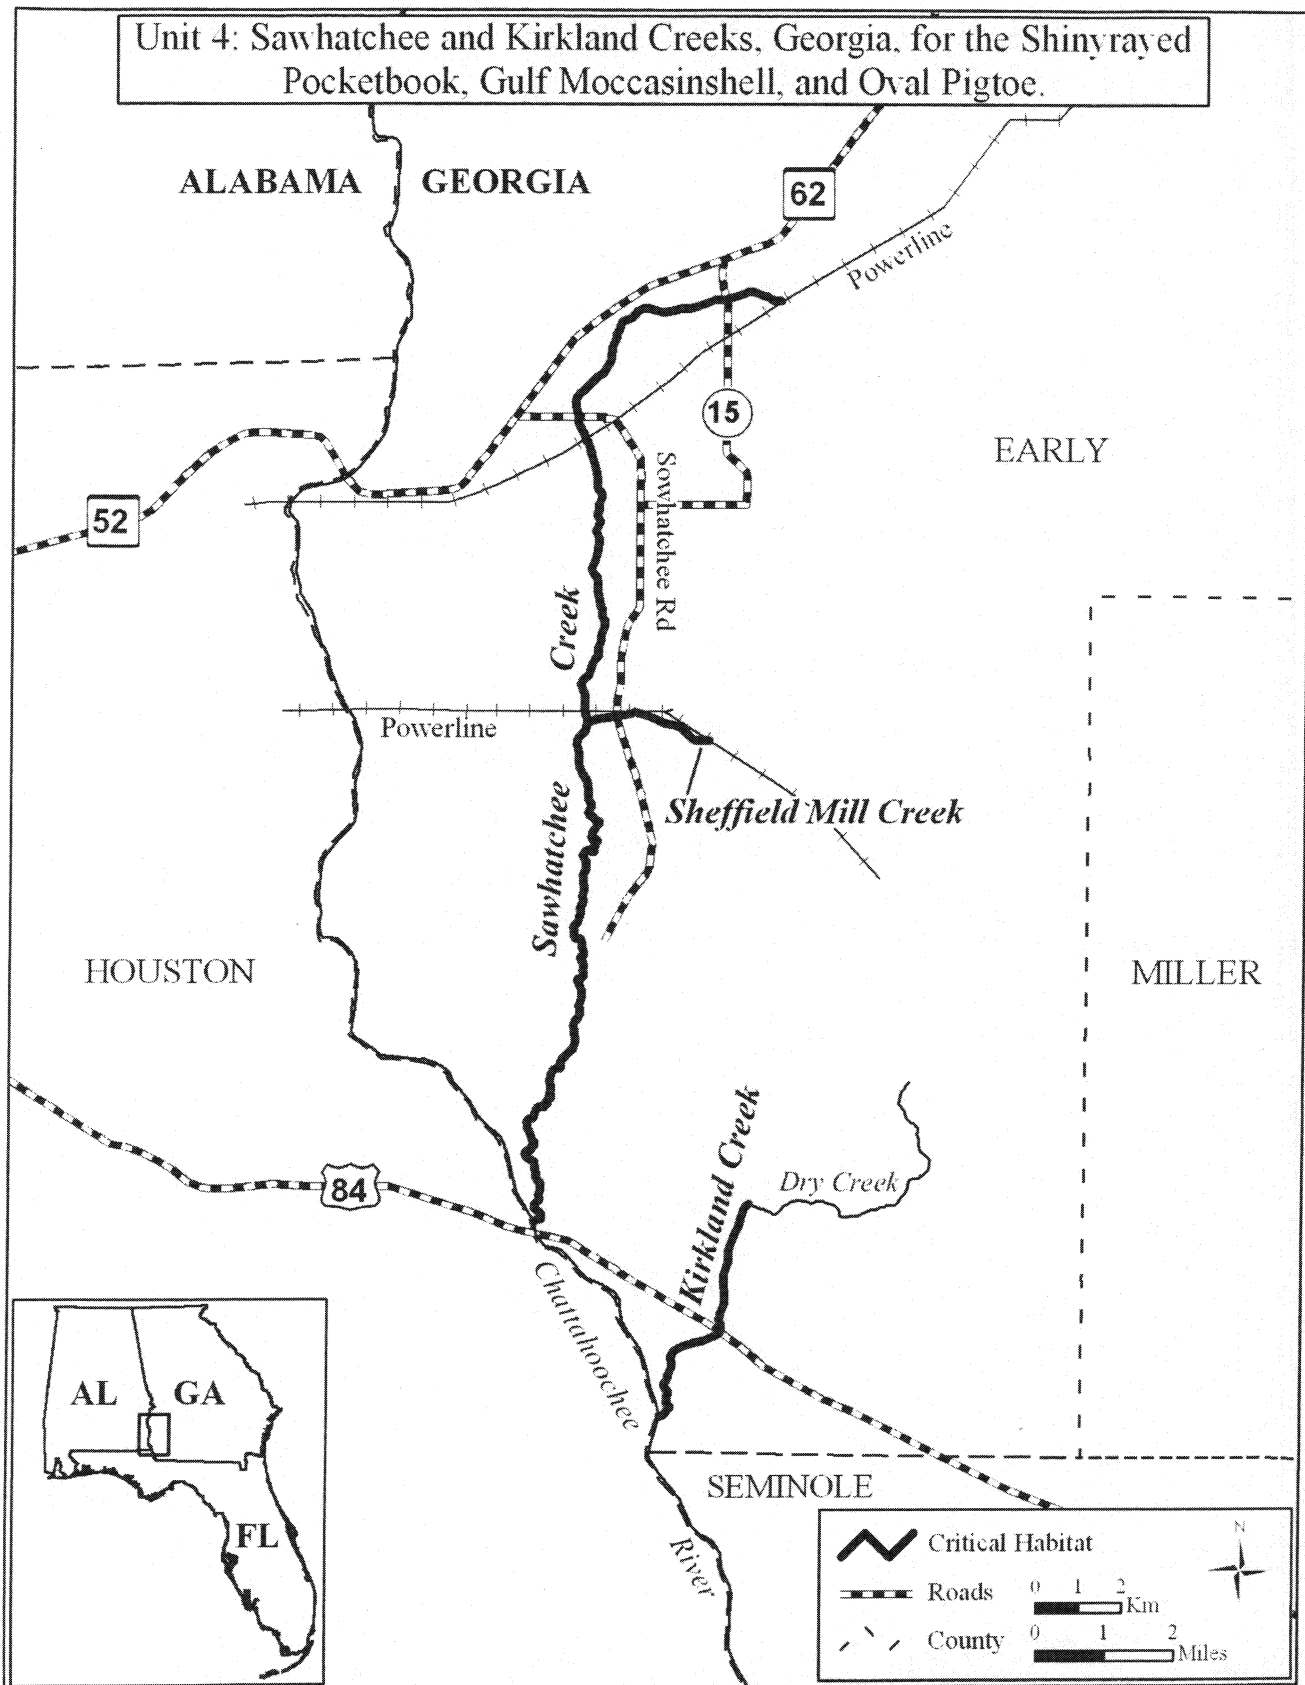 Unit 4: Sawhatchee and Kirkland Creeks, Georgia, for the Shinyrayed
Pocketbook, Gulf Moccasinshell, and Oval Pigtoe.
ALABAMA
GEORGIA
62
Powerline
15
EARLY
Sowhatchee Rd
52
Creek
Powerline
Sheffield Mill Creek
Sawhatchee
HOUSTON
MILLER
Kirkland Creek
Dry Creek
84
Chattahoochee
AL
GA
FL
SEMINOLE
River
Critical Habitat
N
Roads
0 1 2
Km
County
0 1 2
Miles